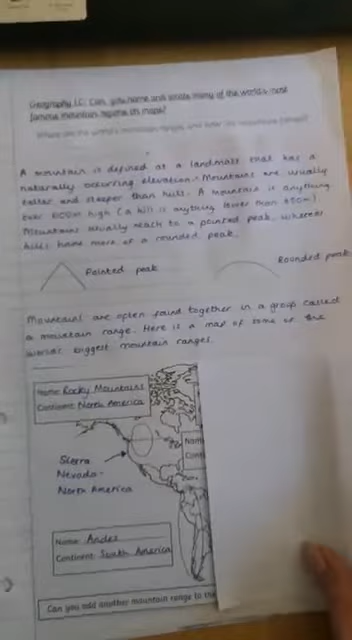 Geography LC: Can you name and locate many of the world's most
famous mountain regions on maps?
A mountain is defined at a landmass that has a
naturally occurring elevation. Mountains are usually
taller and steeper than hills. A mountain is anything
over 600m high (a hill is anything lower than 600m)
Mountains usually reach to a pointed peak, whereas
hills have more of a rounded peak.
Pointed peak
Rounded peak
Mountains are often found together in a group called
a mountain range. Here is a map of some of the
worlds biggest mountain ranges.
Name: Rocky Mountains
Continent: North America
Name
Conti
Sierra
Nevada -
North America
Name: Andes
Continent: South America
Can you add another mountain range to the